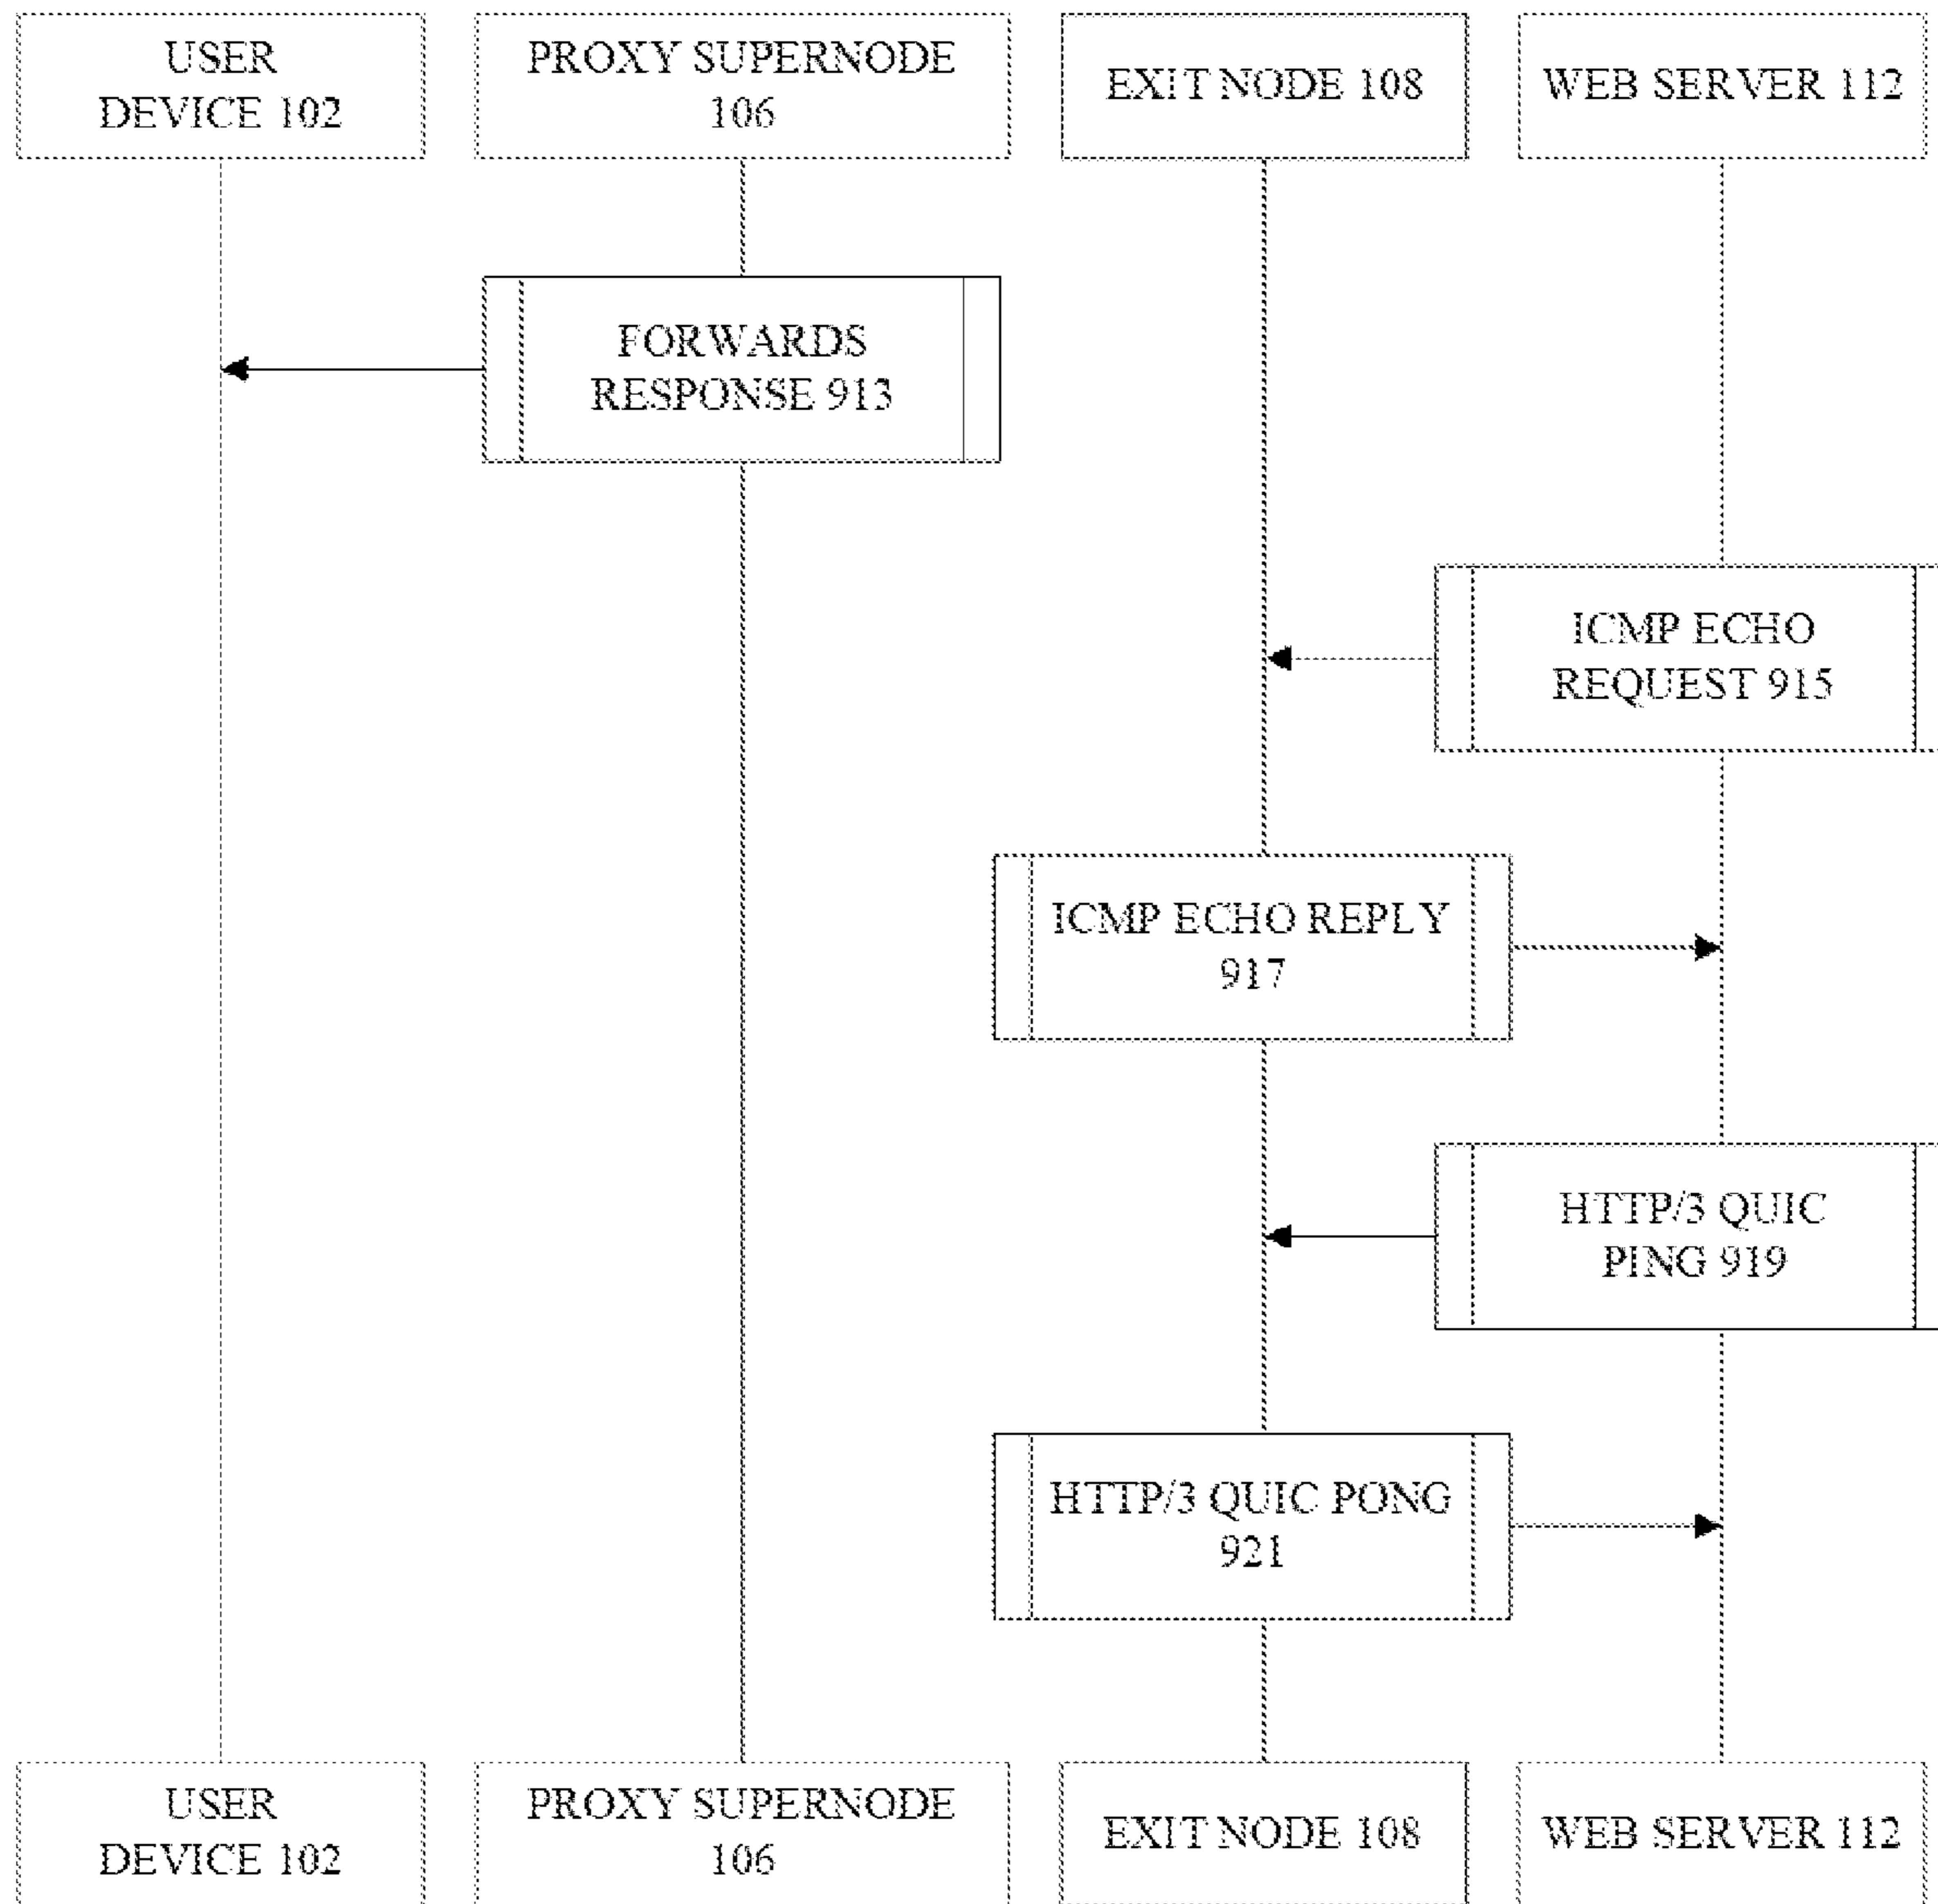 USER
DEVICE 102
PROXY SUPERNODE
106
EXIT NODE 108
WEB SERVER 112
FORWARDS
RESPONSE 913
ICMP ECHO
REQUEST 915
ICMP ECHO REPLY
917
HTTP/3 QUIC
PING 919
HTTP/3 QUIC PONG
921
USER
DEVICE 102
PROXY SUPERNODE
106
EXIT NODE 108
WEB SERVER 112